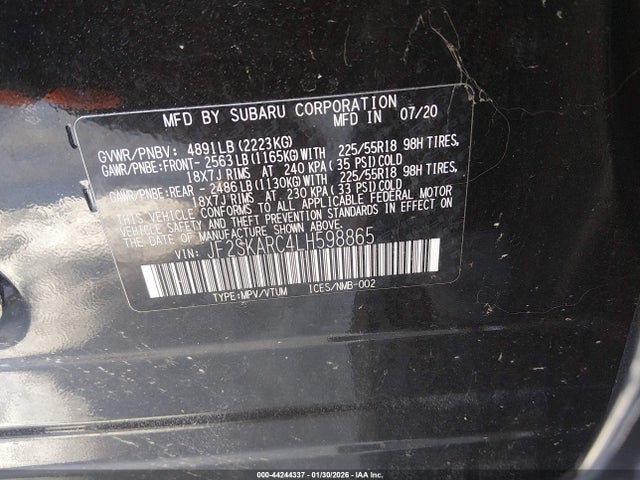 MFD BY SUBARU CORPORATION
MFD IN 07/20
GVWR/PNBV: 4891LB(2223KG)
GAWR/PNBE:FRONT- 2563LB(1165KG)WITH 225/55R18 98H TIRES,
18X7J RIMS AT 240 KPA (35 PSI)COLD
GAWR/PNBE:REAR - 2486LB(1130KG)WITH 225/55R18 98H TIRES,
18X7J RIMS AT 230 KPA (33 PSI)COLD
THIS VEHICLE CONFORMS TO ALL APPLICABLE FEDERAL MOTOR
VEHICLE SAFETY STANDARDS IN EFFECT ON
THE DATE OF MANUFACTURE SHOWN ABOVE.
VIN: JF2SKARC4LH598865
TYPE:MPV/VTUM 1CES/NMB-002
000-44244337 - 01/30/2026 - IAA Inc.